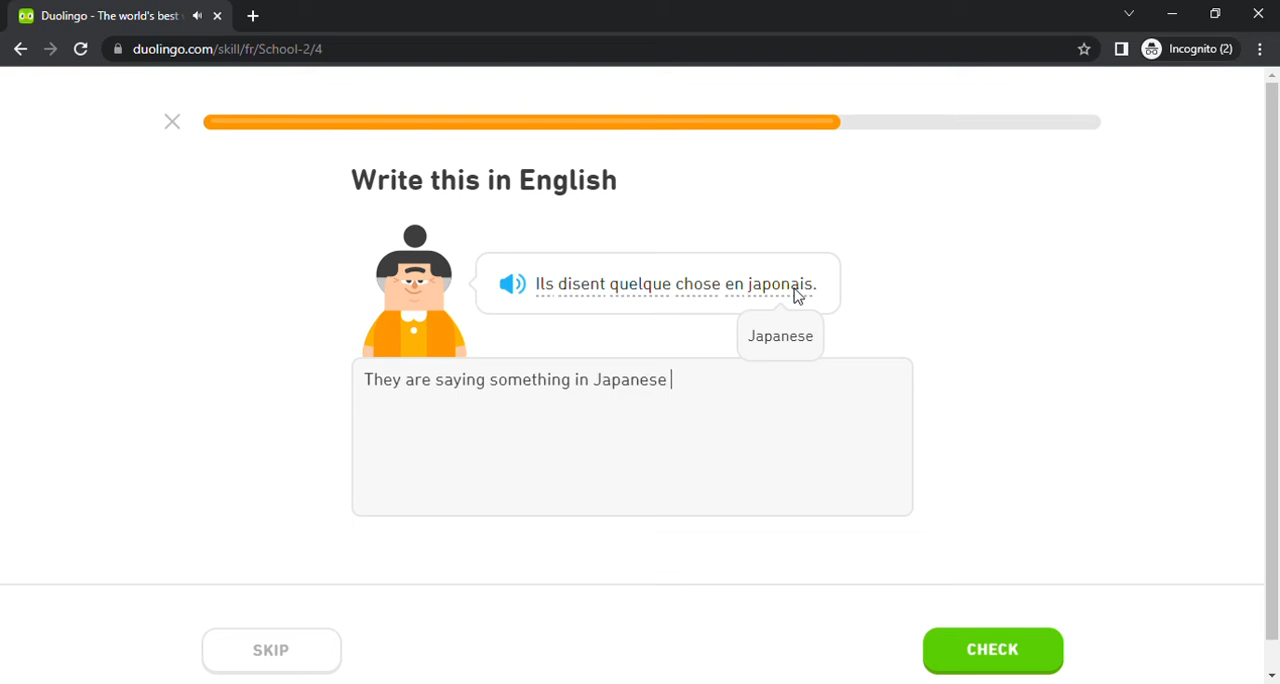 Duolingo - The world's best
duolingo.com/skill/fr/School-2/4
Incognito (2)
Write this in English
Ils disent quelque chose en japonais.
Japanese
They are saying something in Japanese
SKIP
CHECK